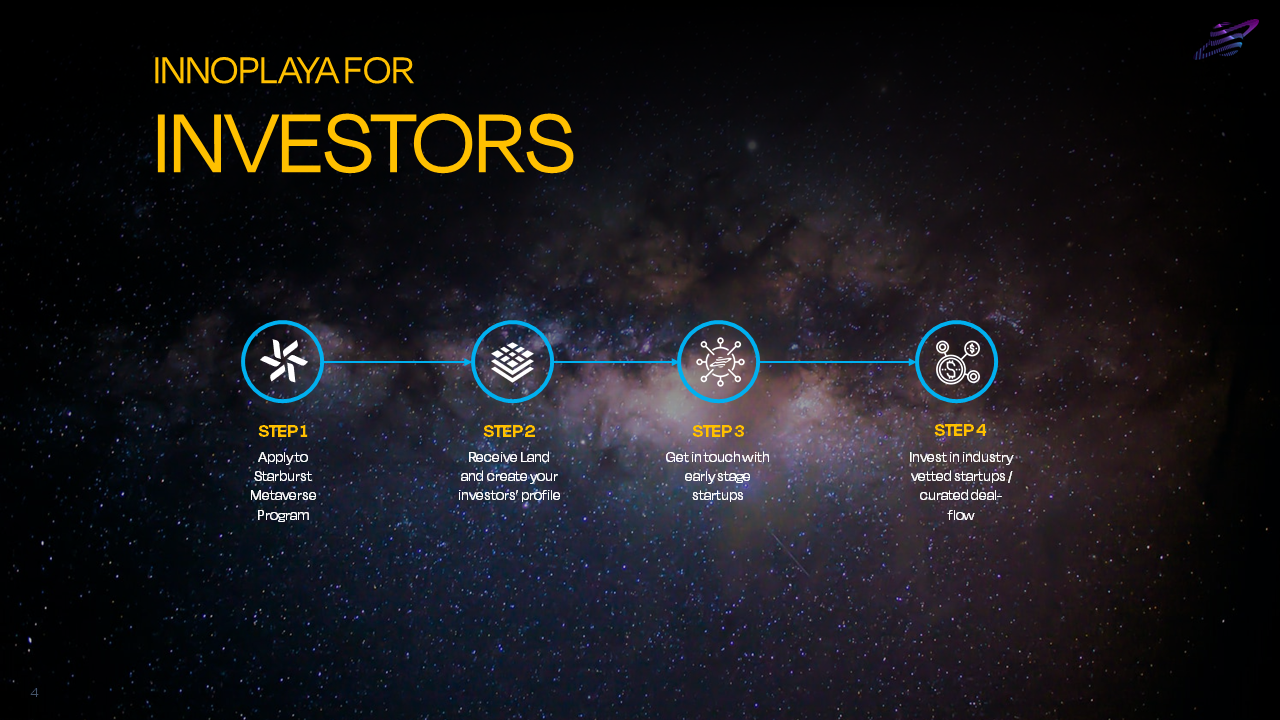 INNOPLAYA FOR
INVESTORS
STEP 1
Apply to
Starburst
Metaverse
Program
STEP 2
Receive Land
and create your
investors' profile
STEP 3
Get in touch with
early stage
startups
STEP 4
Invest in industry
vetted startups /
curated deal-
flow
4